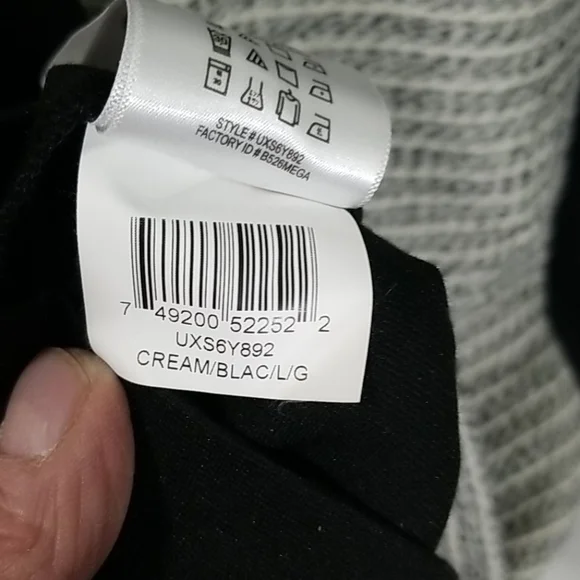 STYLE # UXS6Y892
FACTORY ID # B526MEGA
7 49200 52252 2
UXS6Y892
CREAM/BLAC/L/G